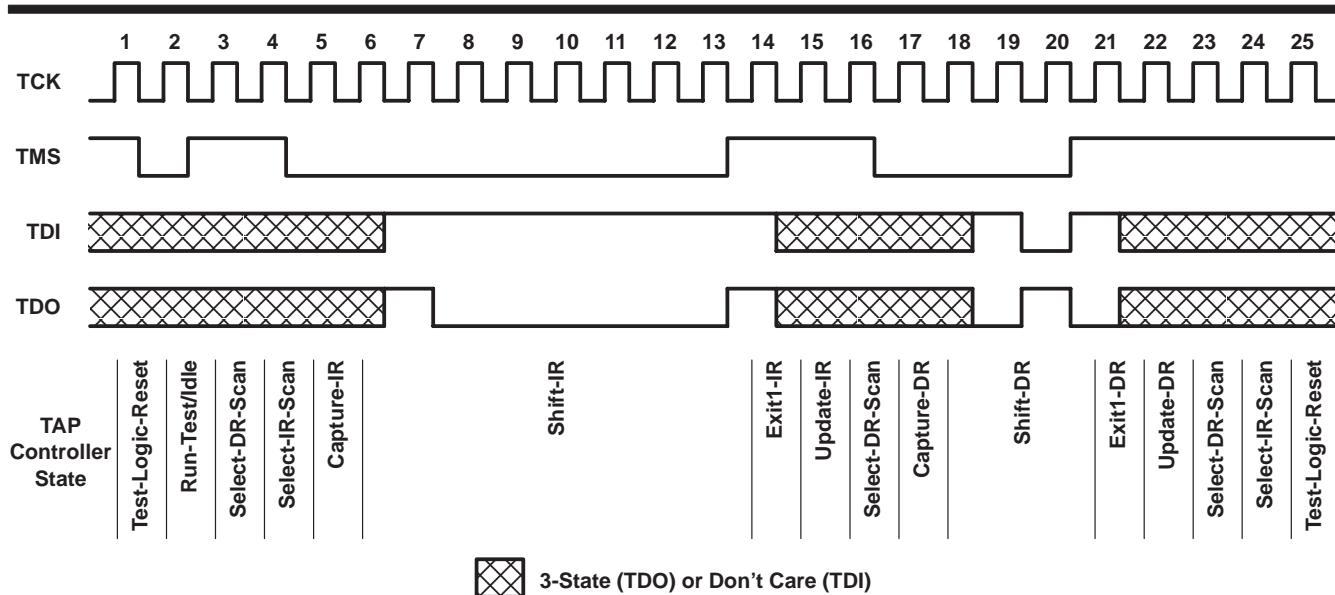 1 2 3 4 5 6 7 8 9 10 11 12 13 14 15 16 17 18 19 20 21 22 23 24 25
TCK
TMS
TDI
TDO
TAP
Controller
State
Test-Logic-Reset
Run-Test/Idle
Select-DR-Scan
Select-IR-Scan
Capture-IR
Shift-IR
Exit1-IR
Update-IR
Select-DR-Scan
Capture-DR
Shift-DR
Exit1-DR
Update-DR
Select-DR-Scan
Select-IR-Scan
Test-Logic-Reset
3-State (TDO) or Don't Care (TDI)